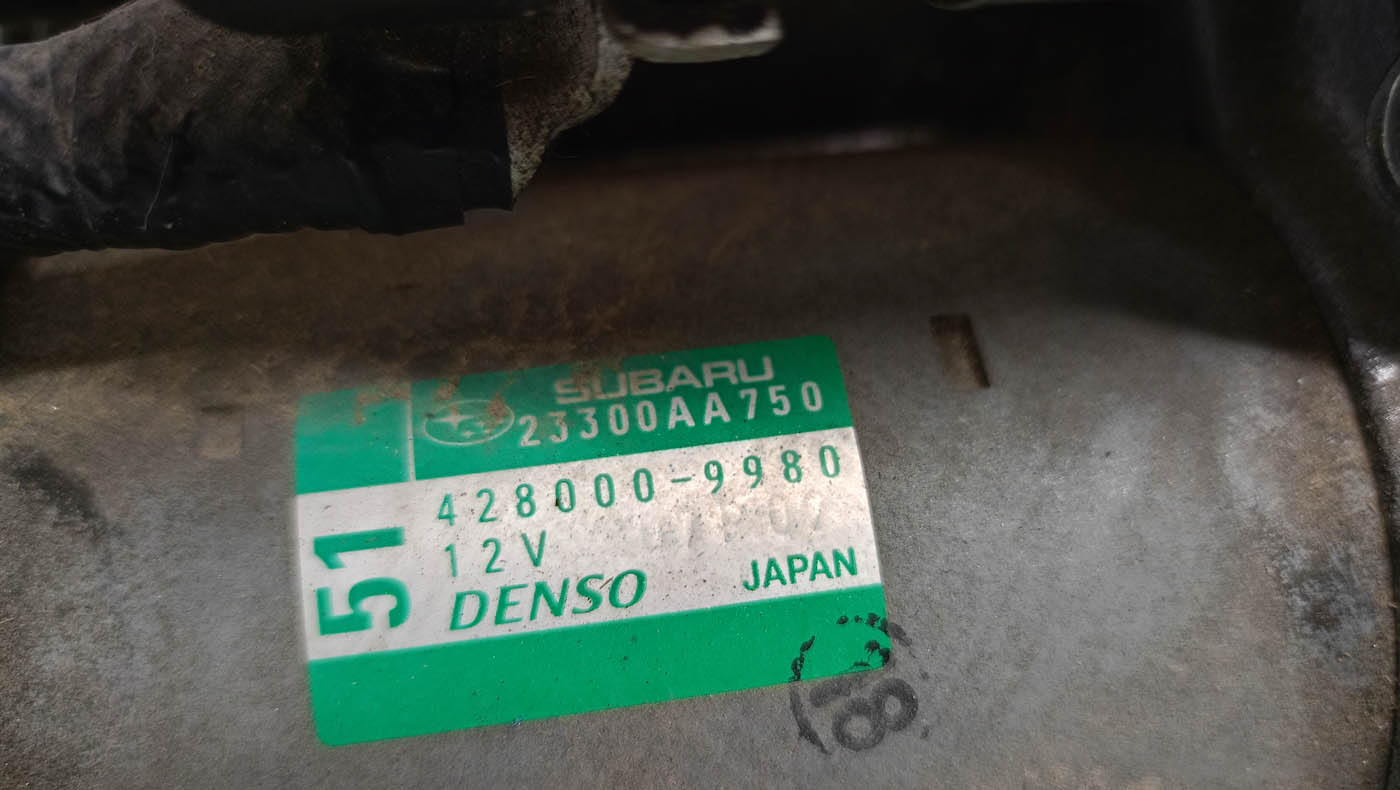 SUBARU
23300AA750
428000-9980
12V
DENSO JAPAN
51